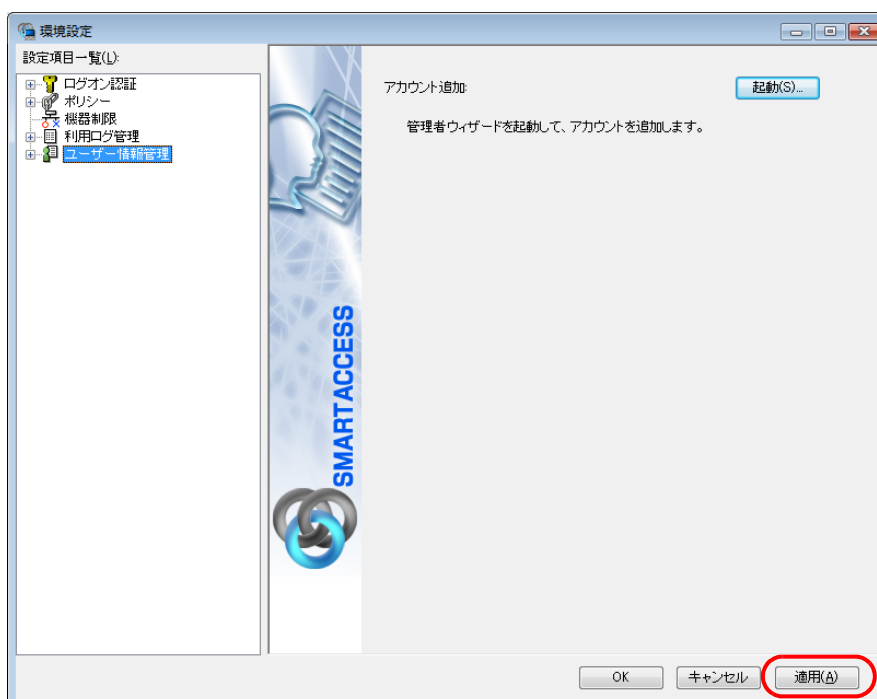 環境設定
設定項目一覧(L):
ログオン認証
ポリシー
機器制限
利用ログ管理
ユーザー情報管理
SMARTACCESS
アカウント追加:
起動(S)...
管理者ウィザードを起動して、アカウントを追加します。
OK
キャンセル
適用(A)